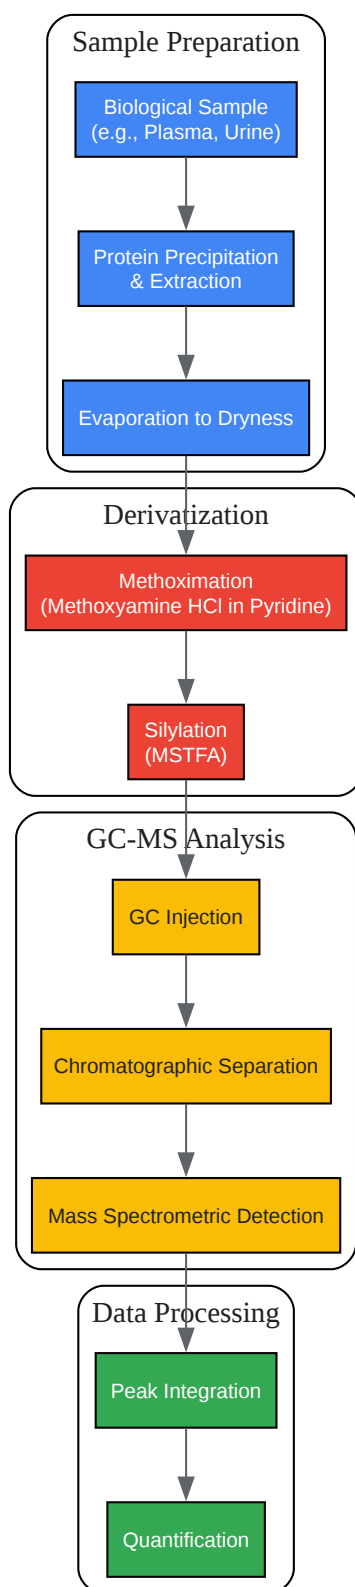 Sample Preparation
Biological Sample
(e.g., Plasma, Urine)
Protein Precipitation
& Extraction
Evaporation to Dryness
Derivatization
Methoximation
(Methoxyamine HCl in Pyridine)
Silylation
(MSTFA)
GC-MS Analysis
GC Injection
Chromatographic Separation
Mass Spectrometric Detection
Data Processing
Peak Integration
Quantification